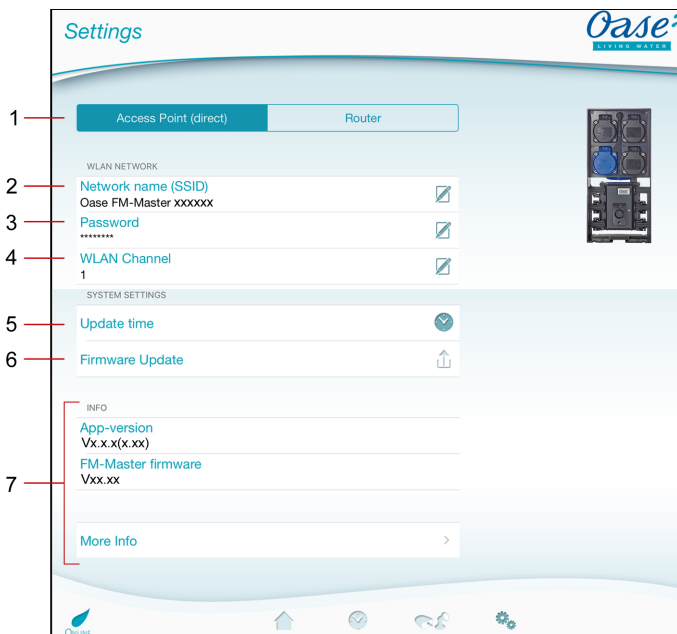 Settings
Oase
LIVING WATER
1
Access Point (direct)
Router
WLAN NETWORK
2
Network name (SSID)
Oase FM-Master xxxxxx
3
Password
********
4
WLAN Channel
1
SYSTEM SETTINGS
5
Update time
6
Firmware Update
INFO
App-version
Vx.x.x(x.xx)
FM-Master firmware
Vxx.xx
7
More Info
ONLINE